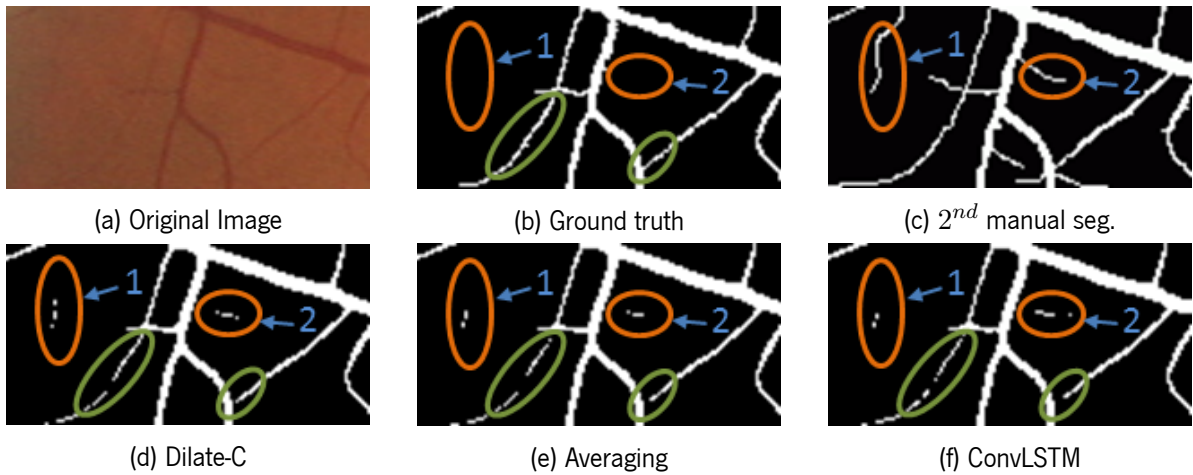 1
2
1
2
(a) Original Image
(b) Ground truth
(c) 2nd manual seg.
1
2
1
2
1
2
(d) Dilate-C
(e) Averaging
(f) ConvLSTM